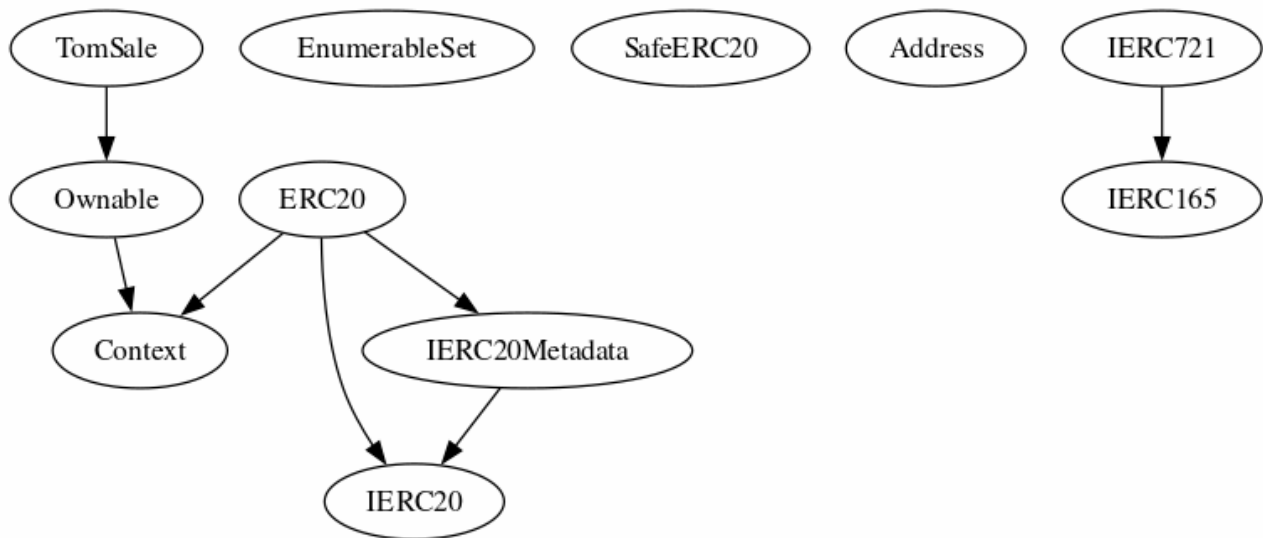 TomSale
EnumerableSet
SafeERC20
Address
IERC721
Ownable
ERC20
IERC165
Context
IERC20Metadata
IERC20